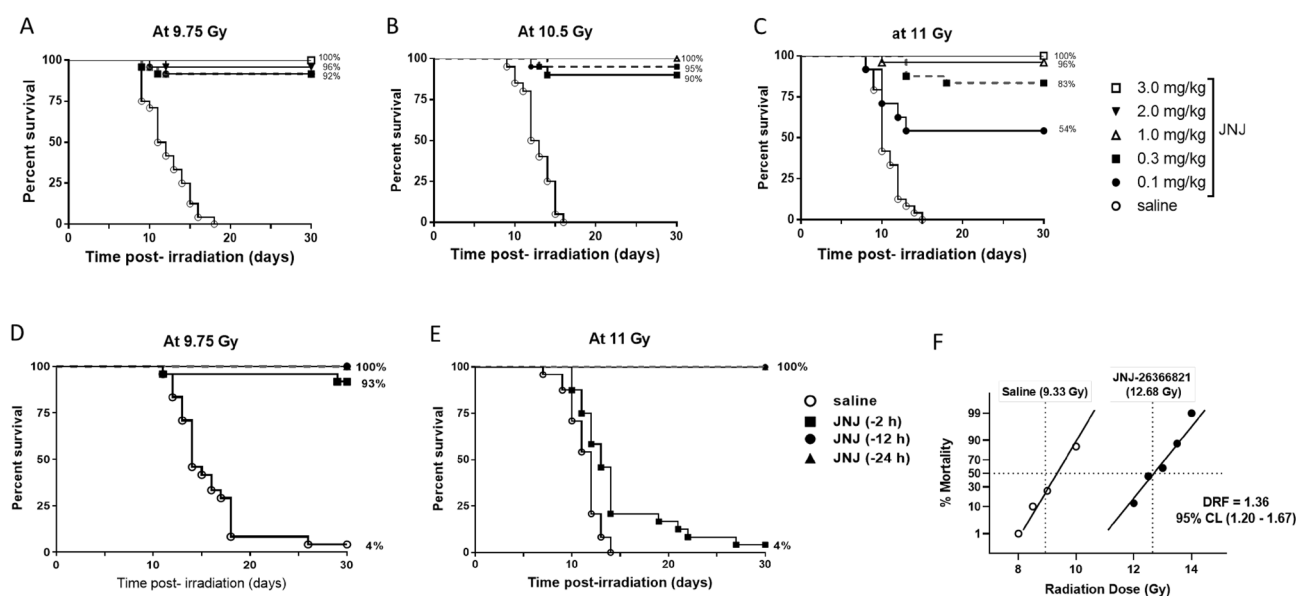 A
At 9.75 Gy
Percent survival
100
75
50
25
0
100%
96%
92%
0
10
20
30
Time post- irradiation (days)
B
At 10.5 Gy
Percent survival
100
75
50
25
0
100%
95%
90%
0
10
20
30
Time post- irradiation (days)
C
at 11 Gy
Percent survival
100
75
50
25
0
100%
96%
83%
54%
0
10
20
30
Time post- irradiation (days)
3.0 mg/kg
2.0 mg/kg
1.0 mg/kg
0.3 mg/kg
0.1 mg/kg
saline
JNJ
D
At 9.75 Gy
Percent survival
100
75
50
25
0
100%
93%
4%
0
10
20
30
Time post- irradiation (days)
E
At 11 Gy
Percent survival
100
75
50
25
0
100%
4%
0
10
20
30
Time post-irradiation (days)
saline
JNJ (-2 h)
JNJ (-12 h)
JNJ (-24 h)
F
Saline (9.33 Gy)
JNJ-26366821
(12.68 Gy)
% Mortality
99
90
70
50
30
10
1
DRF = 1.36
95% CL (1.20 - 1.67)
8
10
12
14
Radiation Dose (Gy)